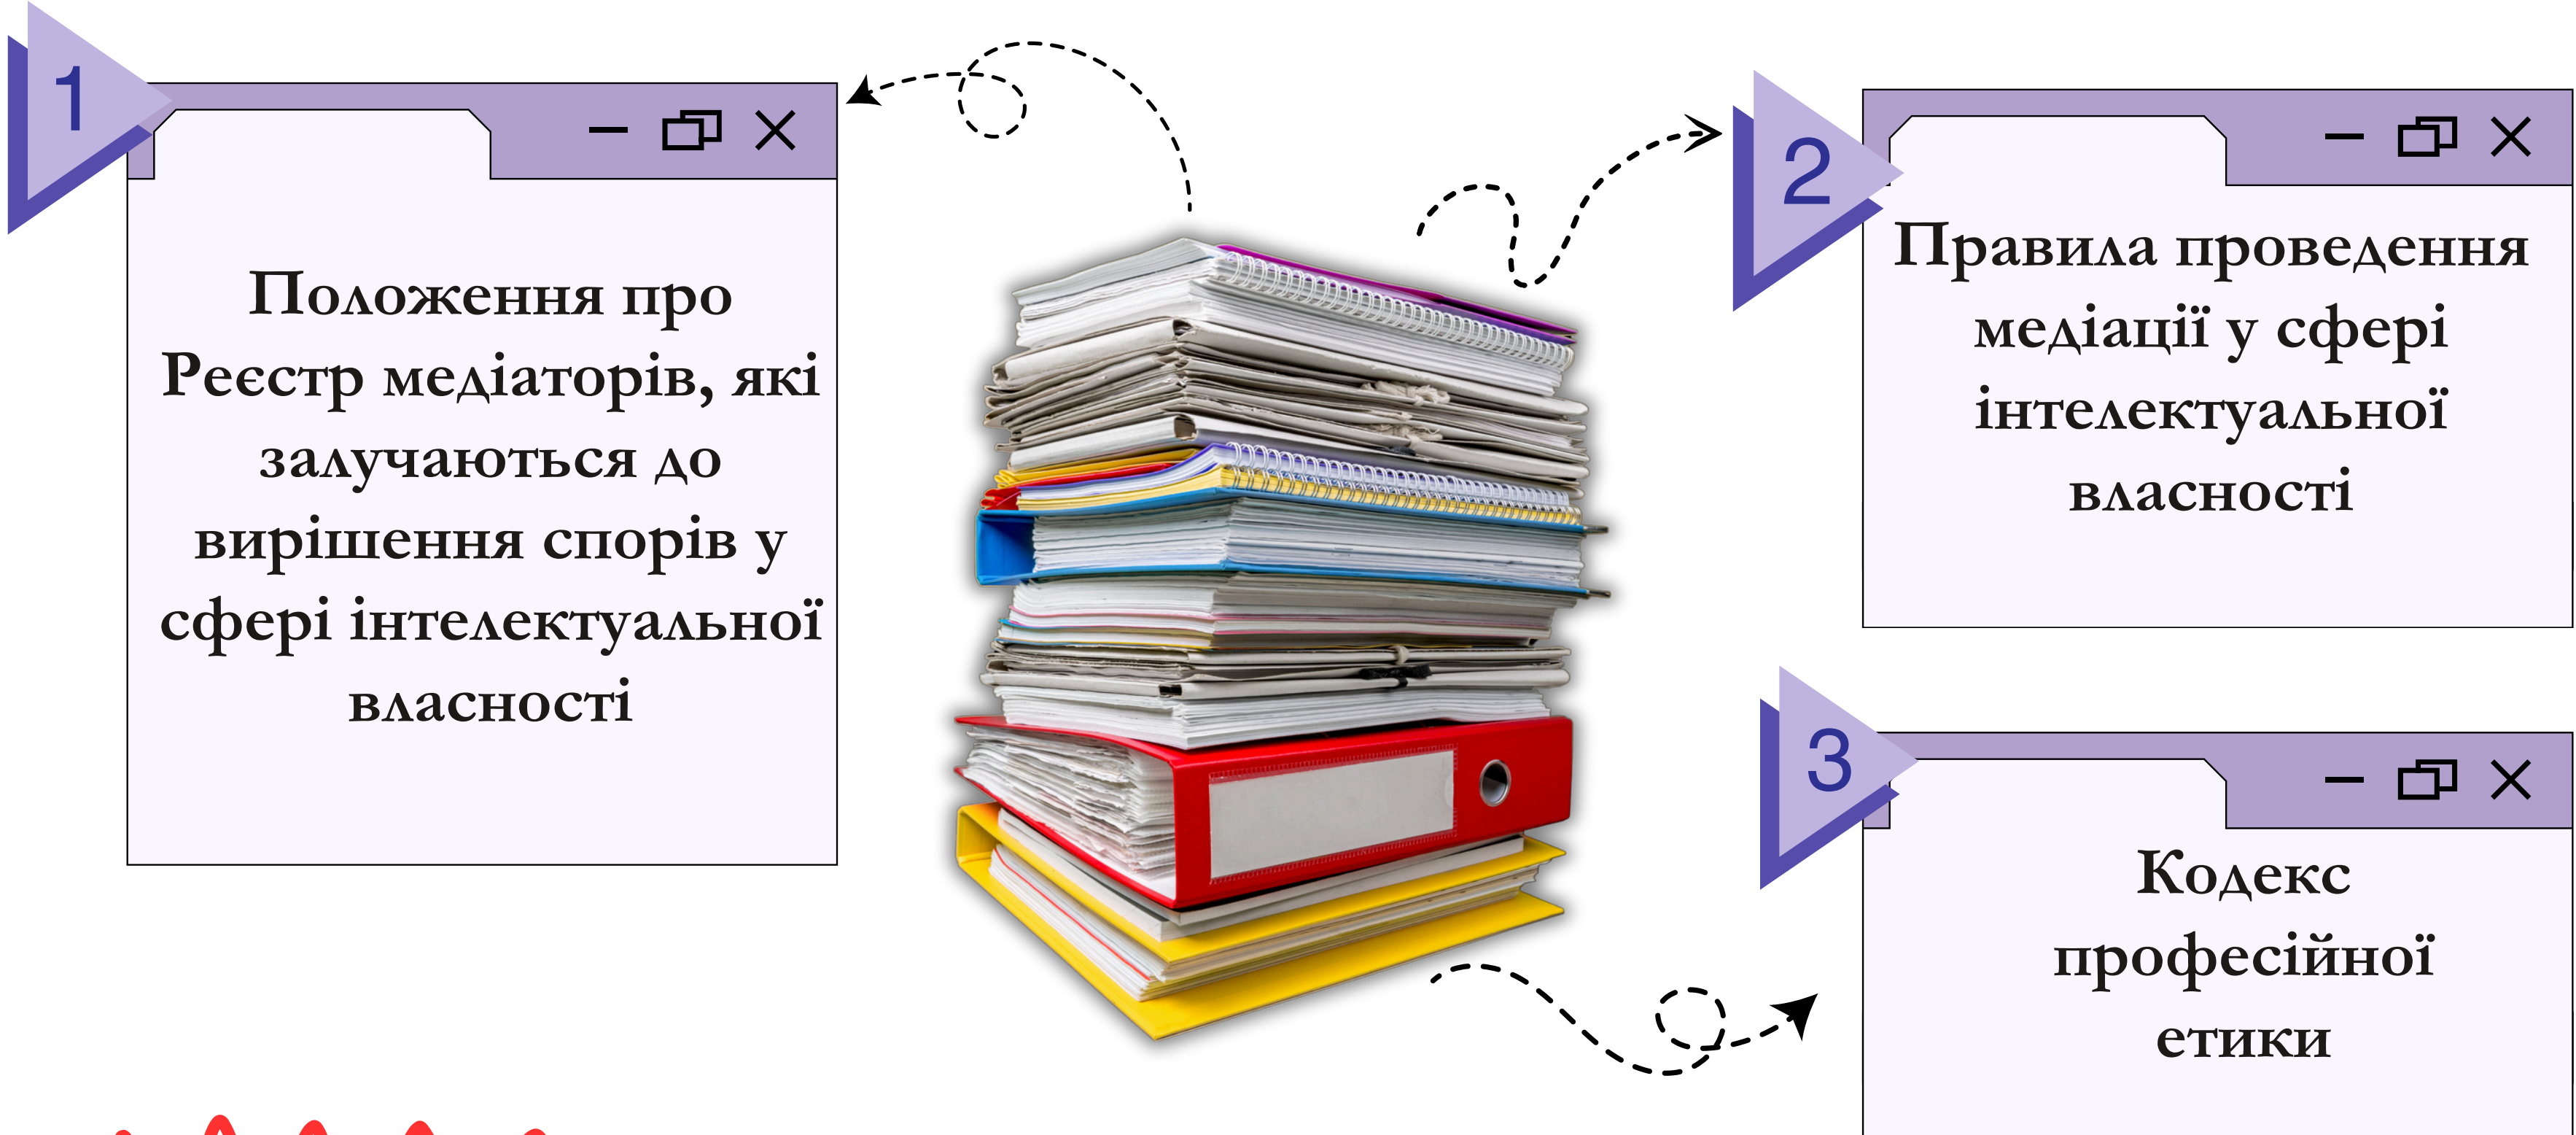 1
Положення про
Реєстр медіаторів, які
залучаються до
вирішення спорів у
сфері інтелектуальної
власності
2
Правила проведення
медіації у сфері
інтелектуальної
власності
3
Кодекс
професійної
етики